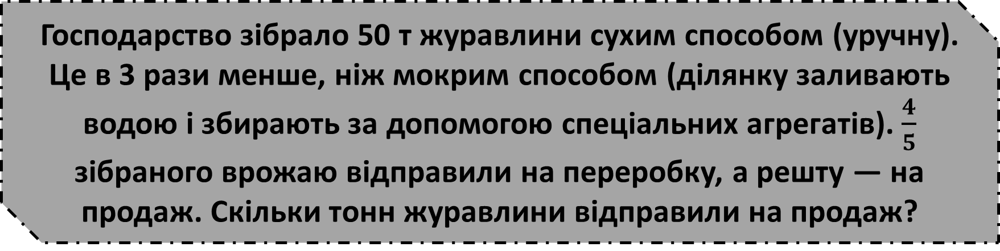 Господарство зібрало 50 т журавлини сухим способом (уручну).
Це в 3 рази менше, ніж мокрим способом (ділянку заливають
водою і збирають за допомогою спеціальних агрегатів). 4/5
зібраного врожаю відправили на переробку, а решту — на
продаж. Скільки тонн журавлини відправили на продаж?